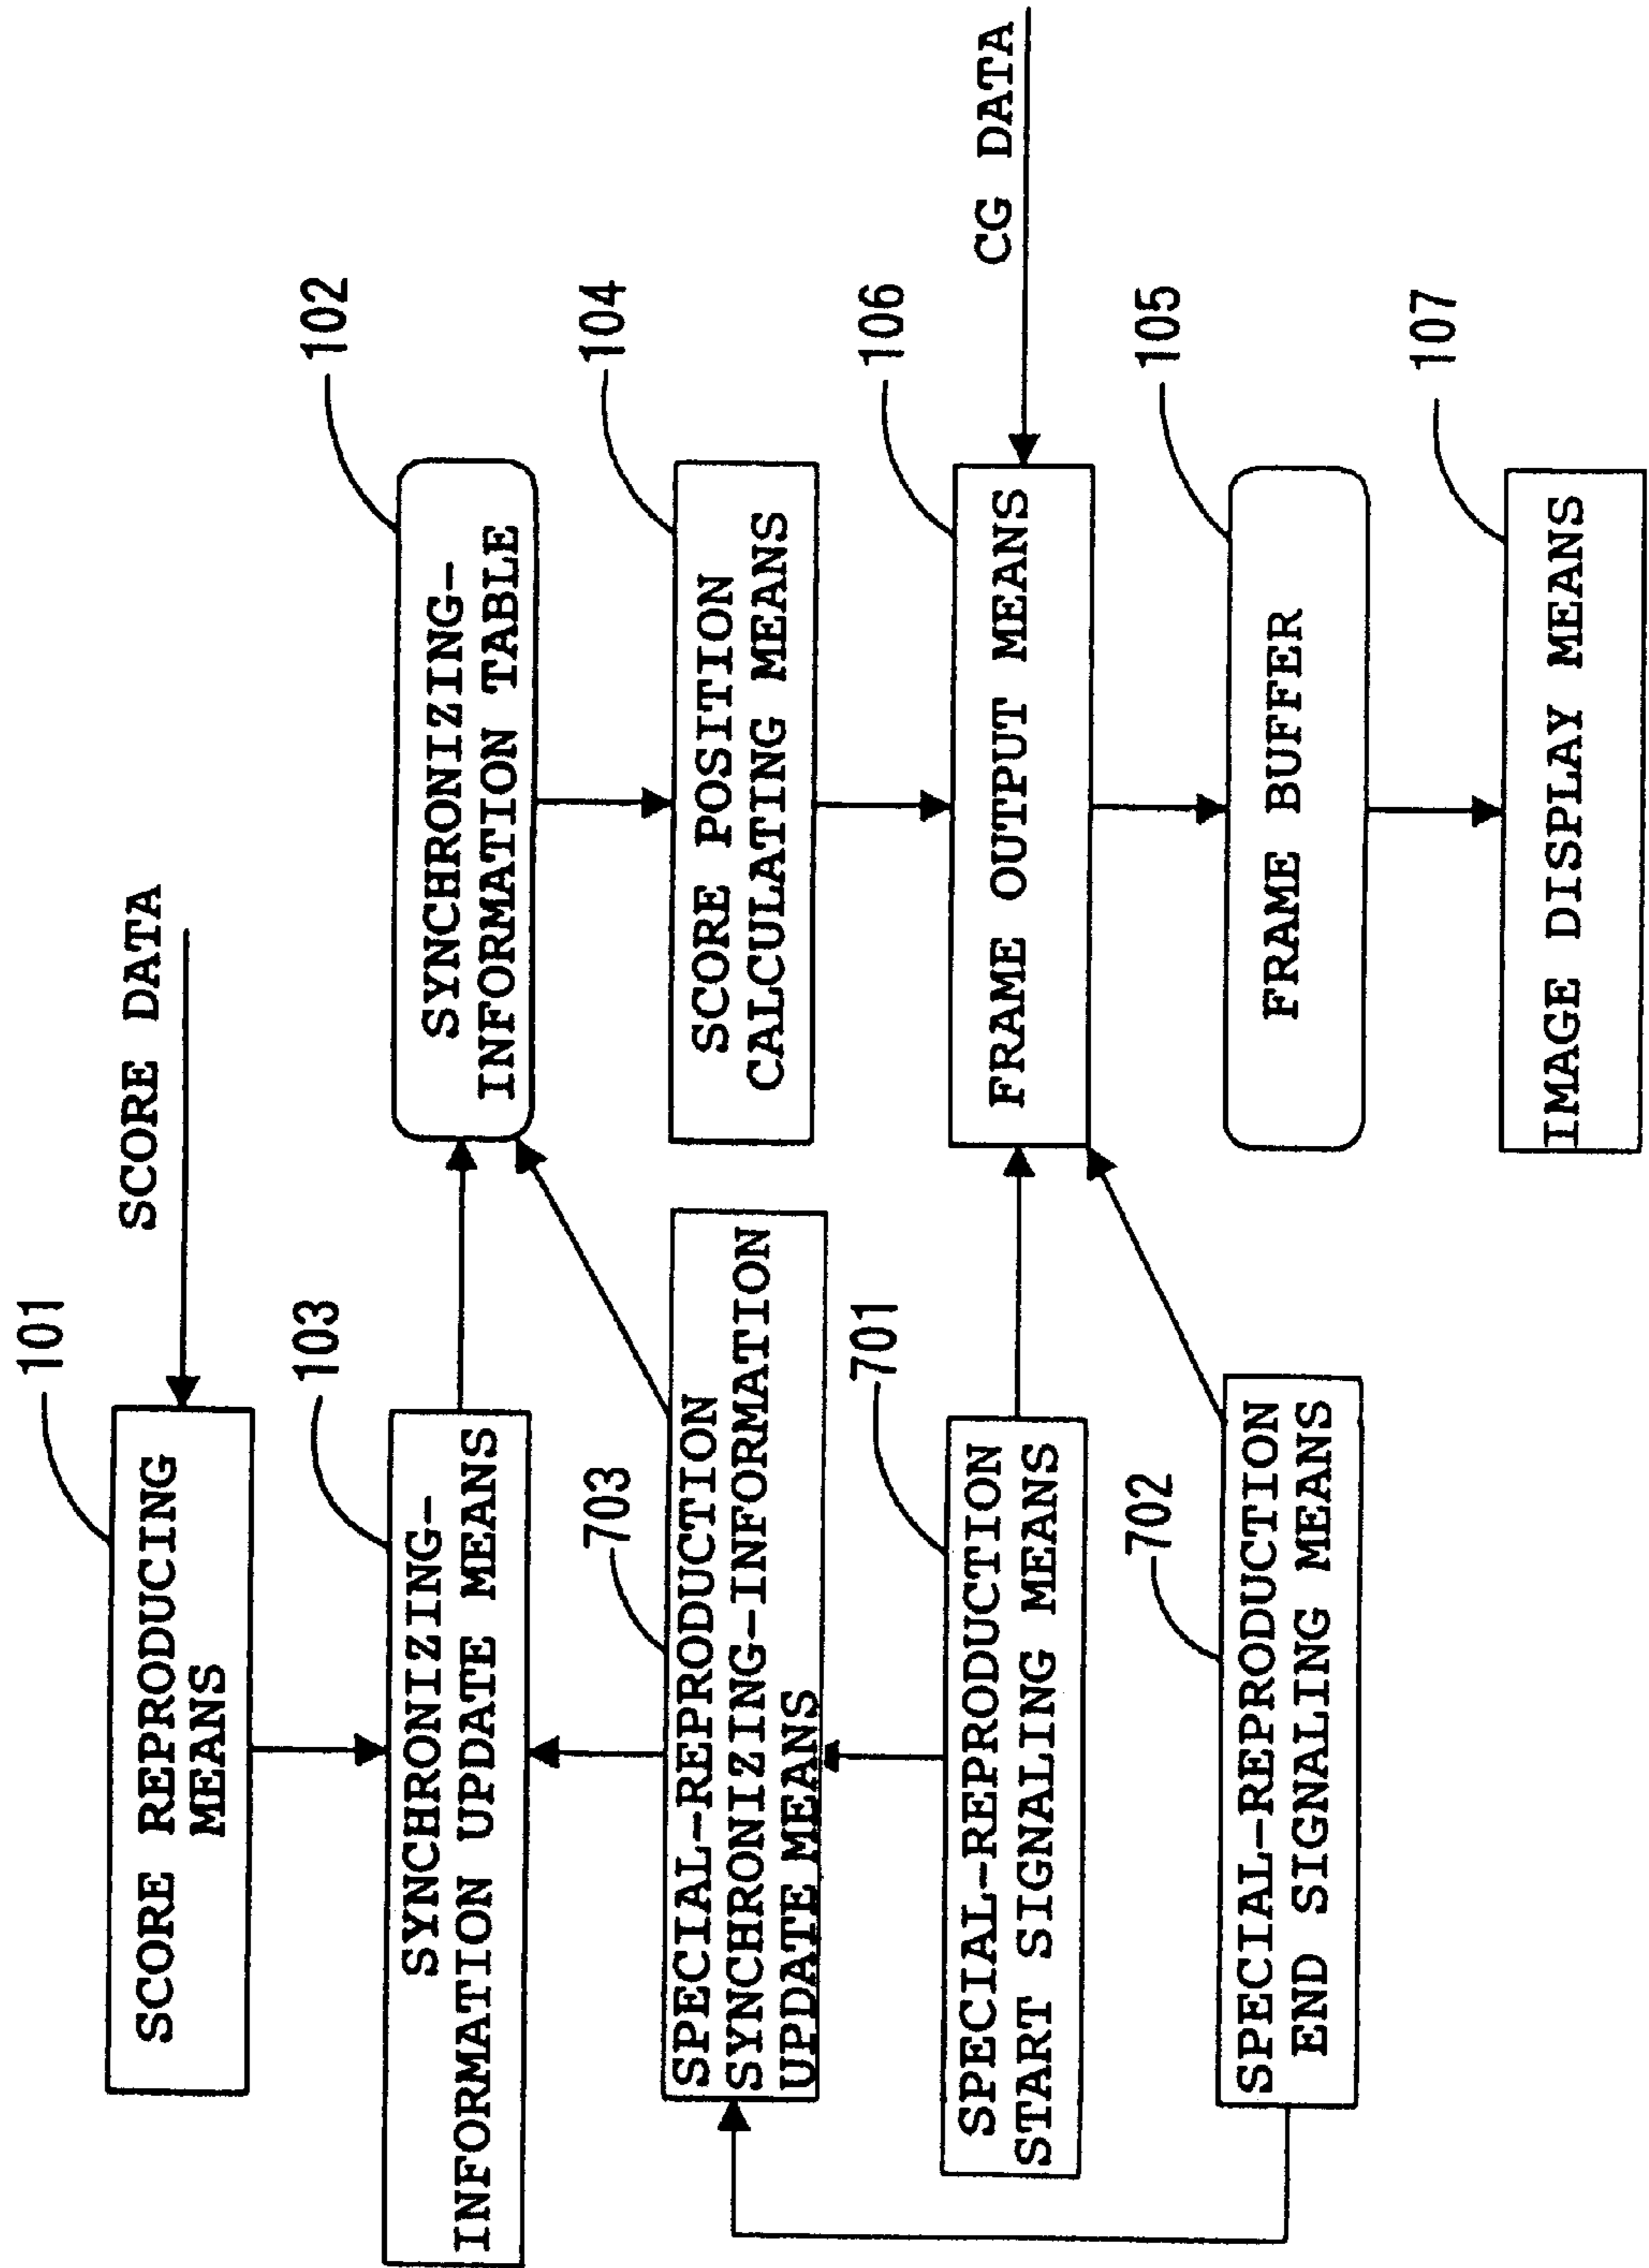 101
SCORE REPRODUCING
MEANS
SCORE DATA
103
SYNCHRONIZING-
INFORMATION UPDATE MEANS
102
SYNCHRONIZING-
INFORMATION TABLE
703
SPECIAL-REPRODUCTION
SYNCHRONIZING-INFORMATION
UPDATE MEANS
104
SCORE POSITION
CALCULATING MEANS
701
SPECIAL-REPRODUCTION
START SIGNALING MEANS
106
FRAME OUTPUT MEANS
CG DATA
702
SPECIAL-REPRODUCTION
END SIGNALING MEANS
105
FRAME BUFFER
107
IMAGE DISPLAY MEANS